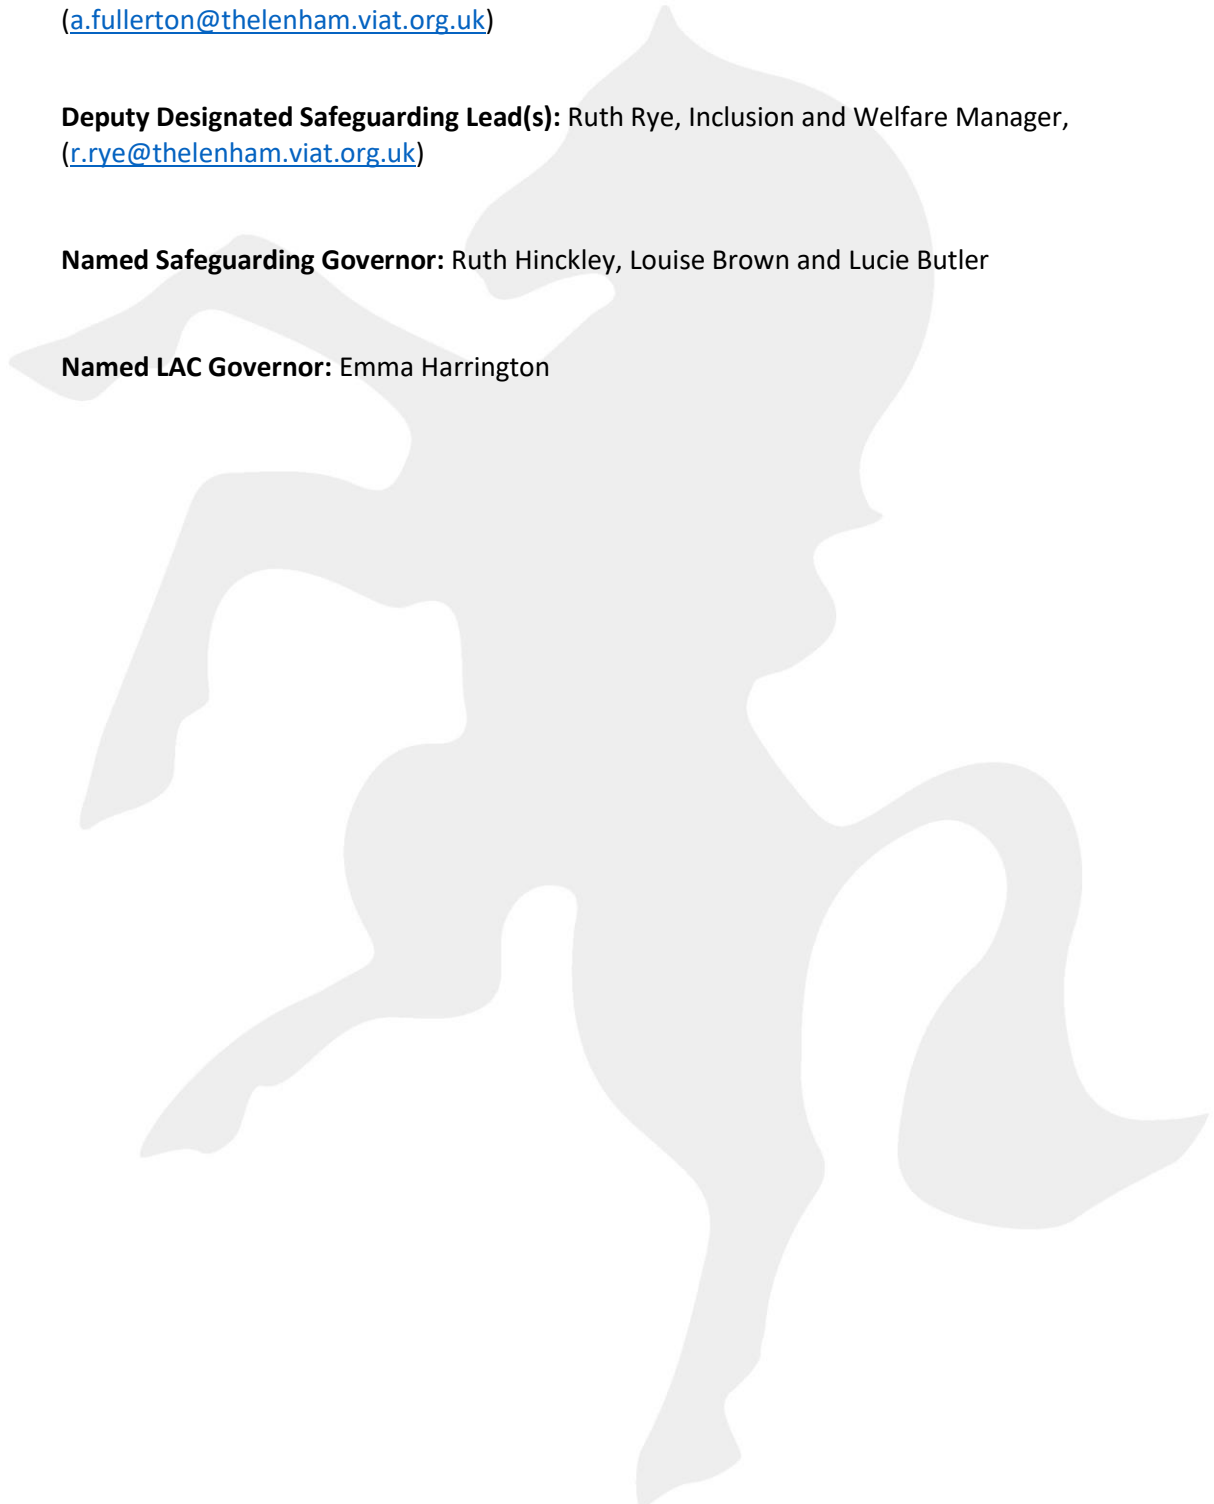 (a.fullerton@thelenham.viat.org.uk)
Deputy Designated Safeguarding Lead(s): Ruth Rye, Inclusion and Welfare Manager,
(r.rye@thelenham.viat.org.uk)
Named Safeguarding Governor: Ruth Hinckley, Louise Brown and Lucie Butler
Named LAC Governor: Emma Harrington